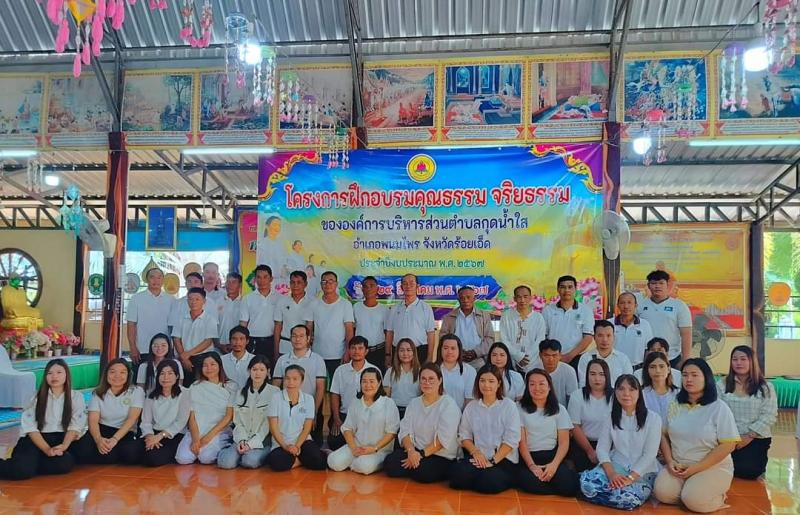 โครงการฝึกอบรมคุณธรรม จริยธรรม
ขององค์การบริหารส่วนตำบลกุดน้ำใส
อำเภอพนมไพร จังหวัดร้อยเอ็ด
ประจำปีงบประมาณ พ.ศ. ๒๕๖๗